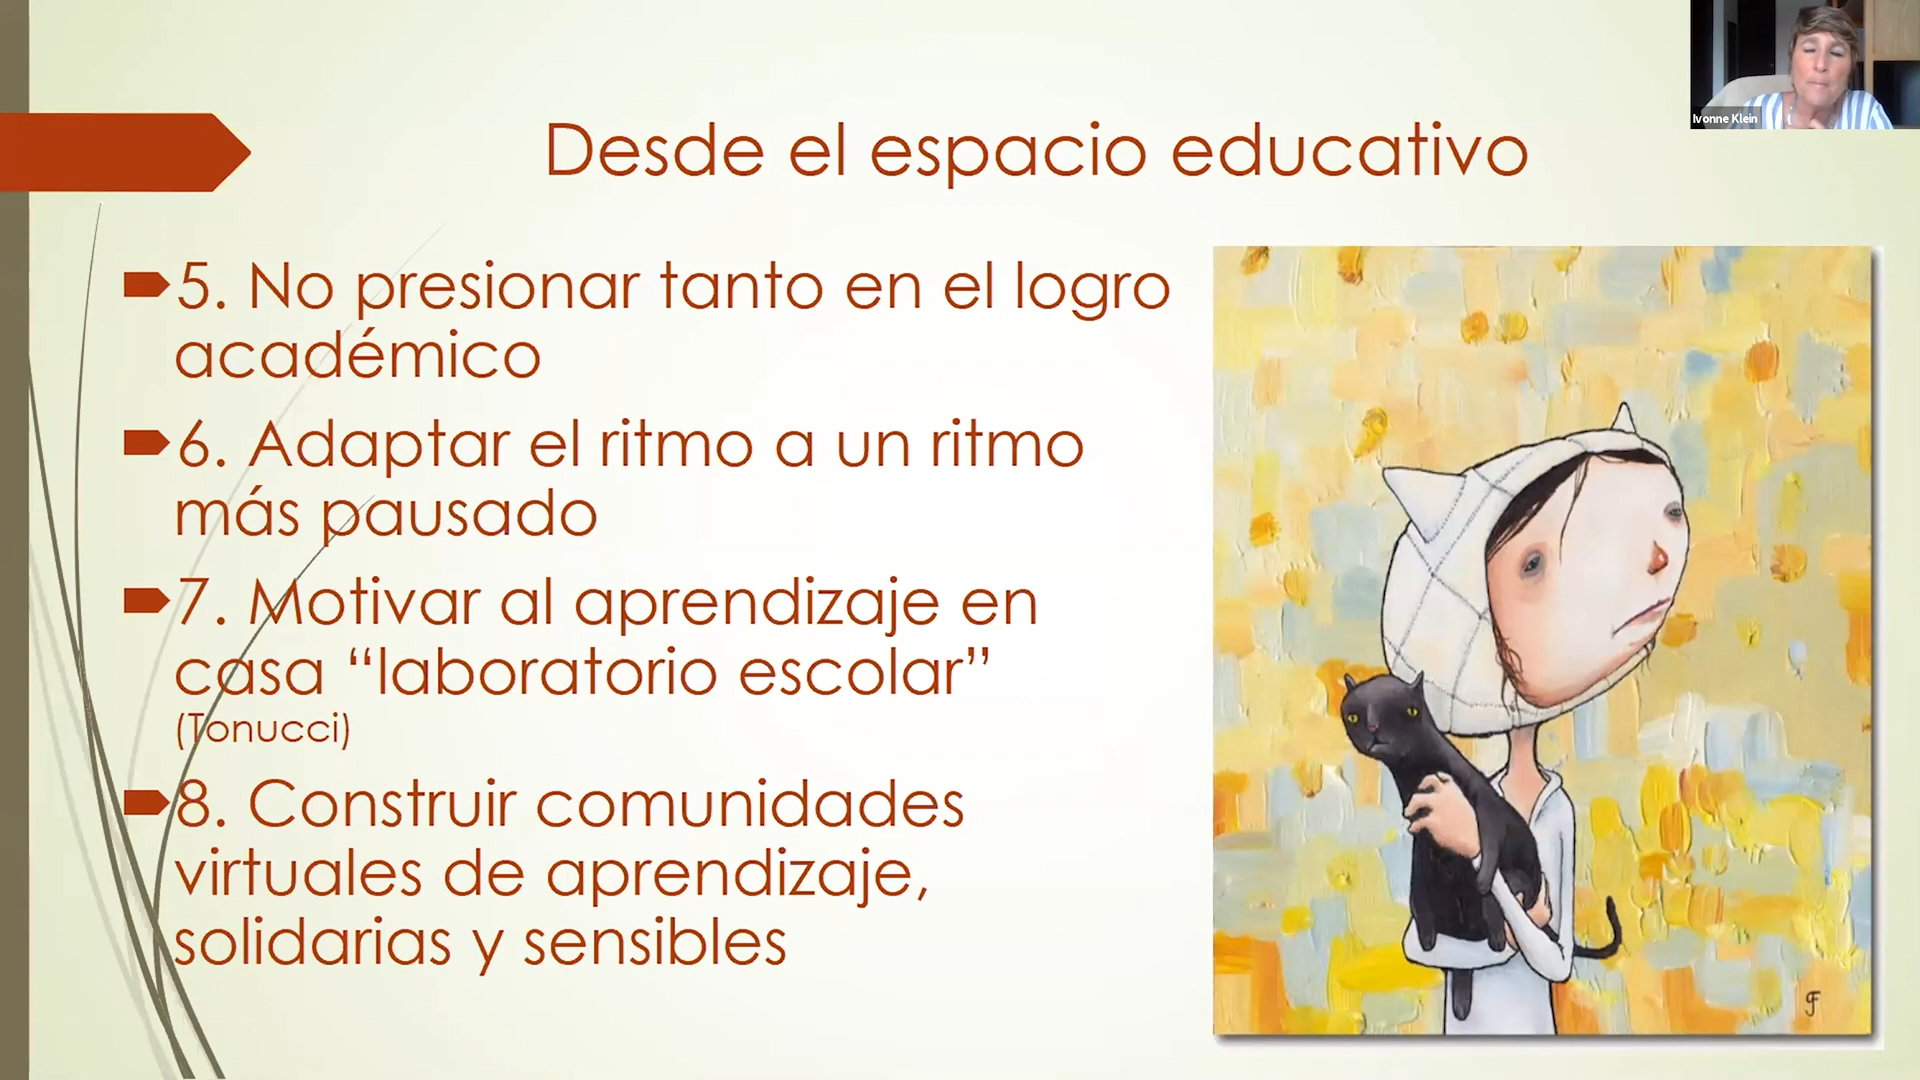 Ivonne Klein
Desde el espacio educativo
5. No presionar tanto en el logro
académico
6. Adaptar el ritmo a un ritmo
más pausado
7. Motivar al aprendizaje en
casa “laboratorio escolar”
(Tonucci)
8. Construir comunidades
virtuales de aprendizaje,
solidarias y sensibles